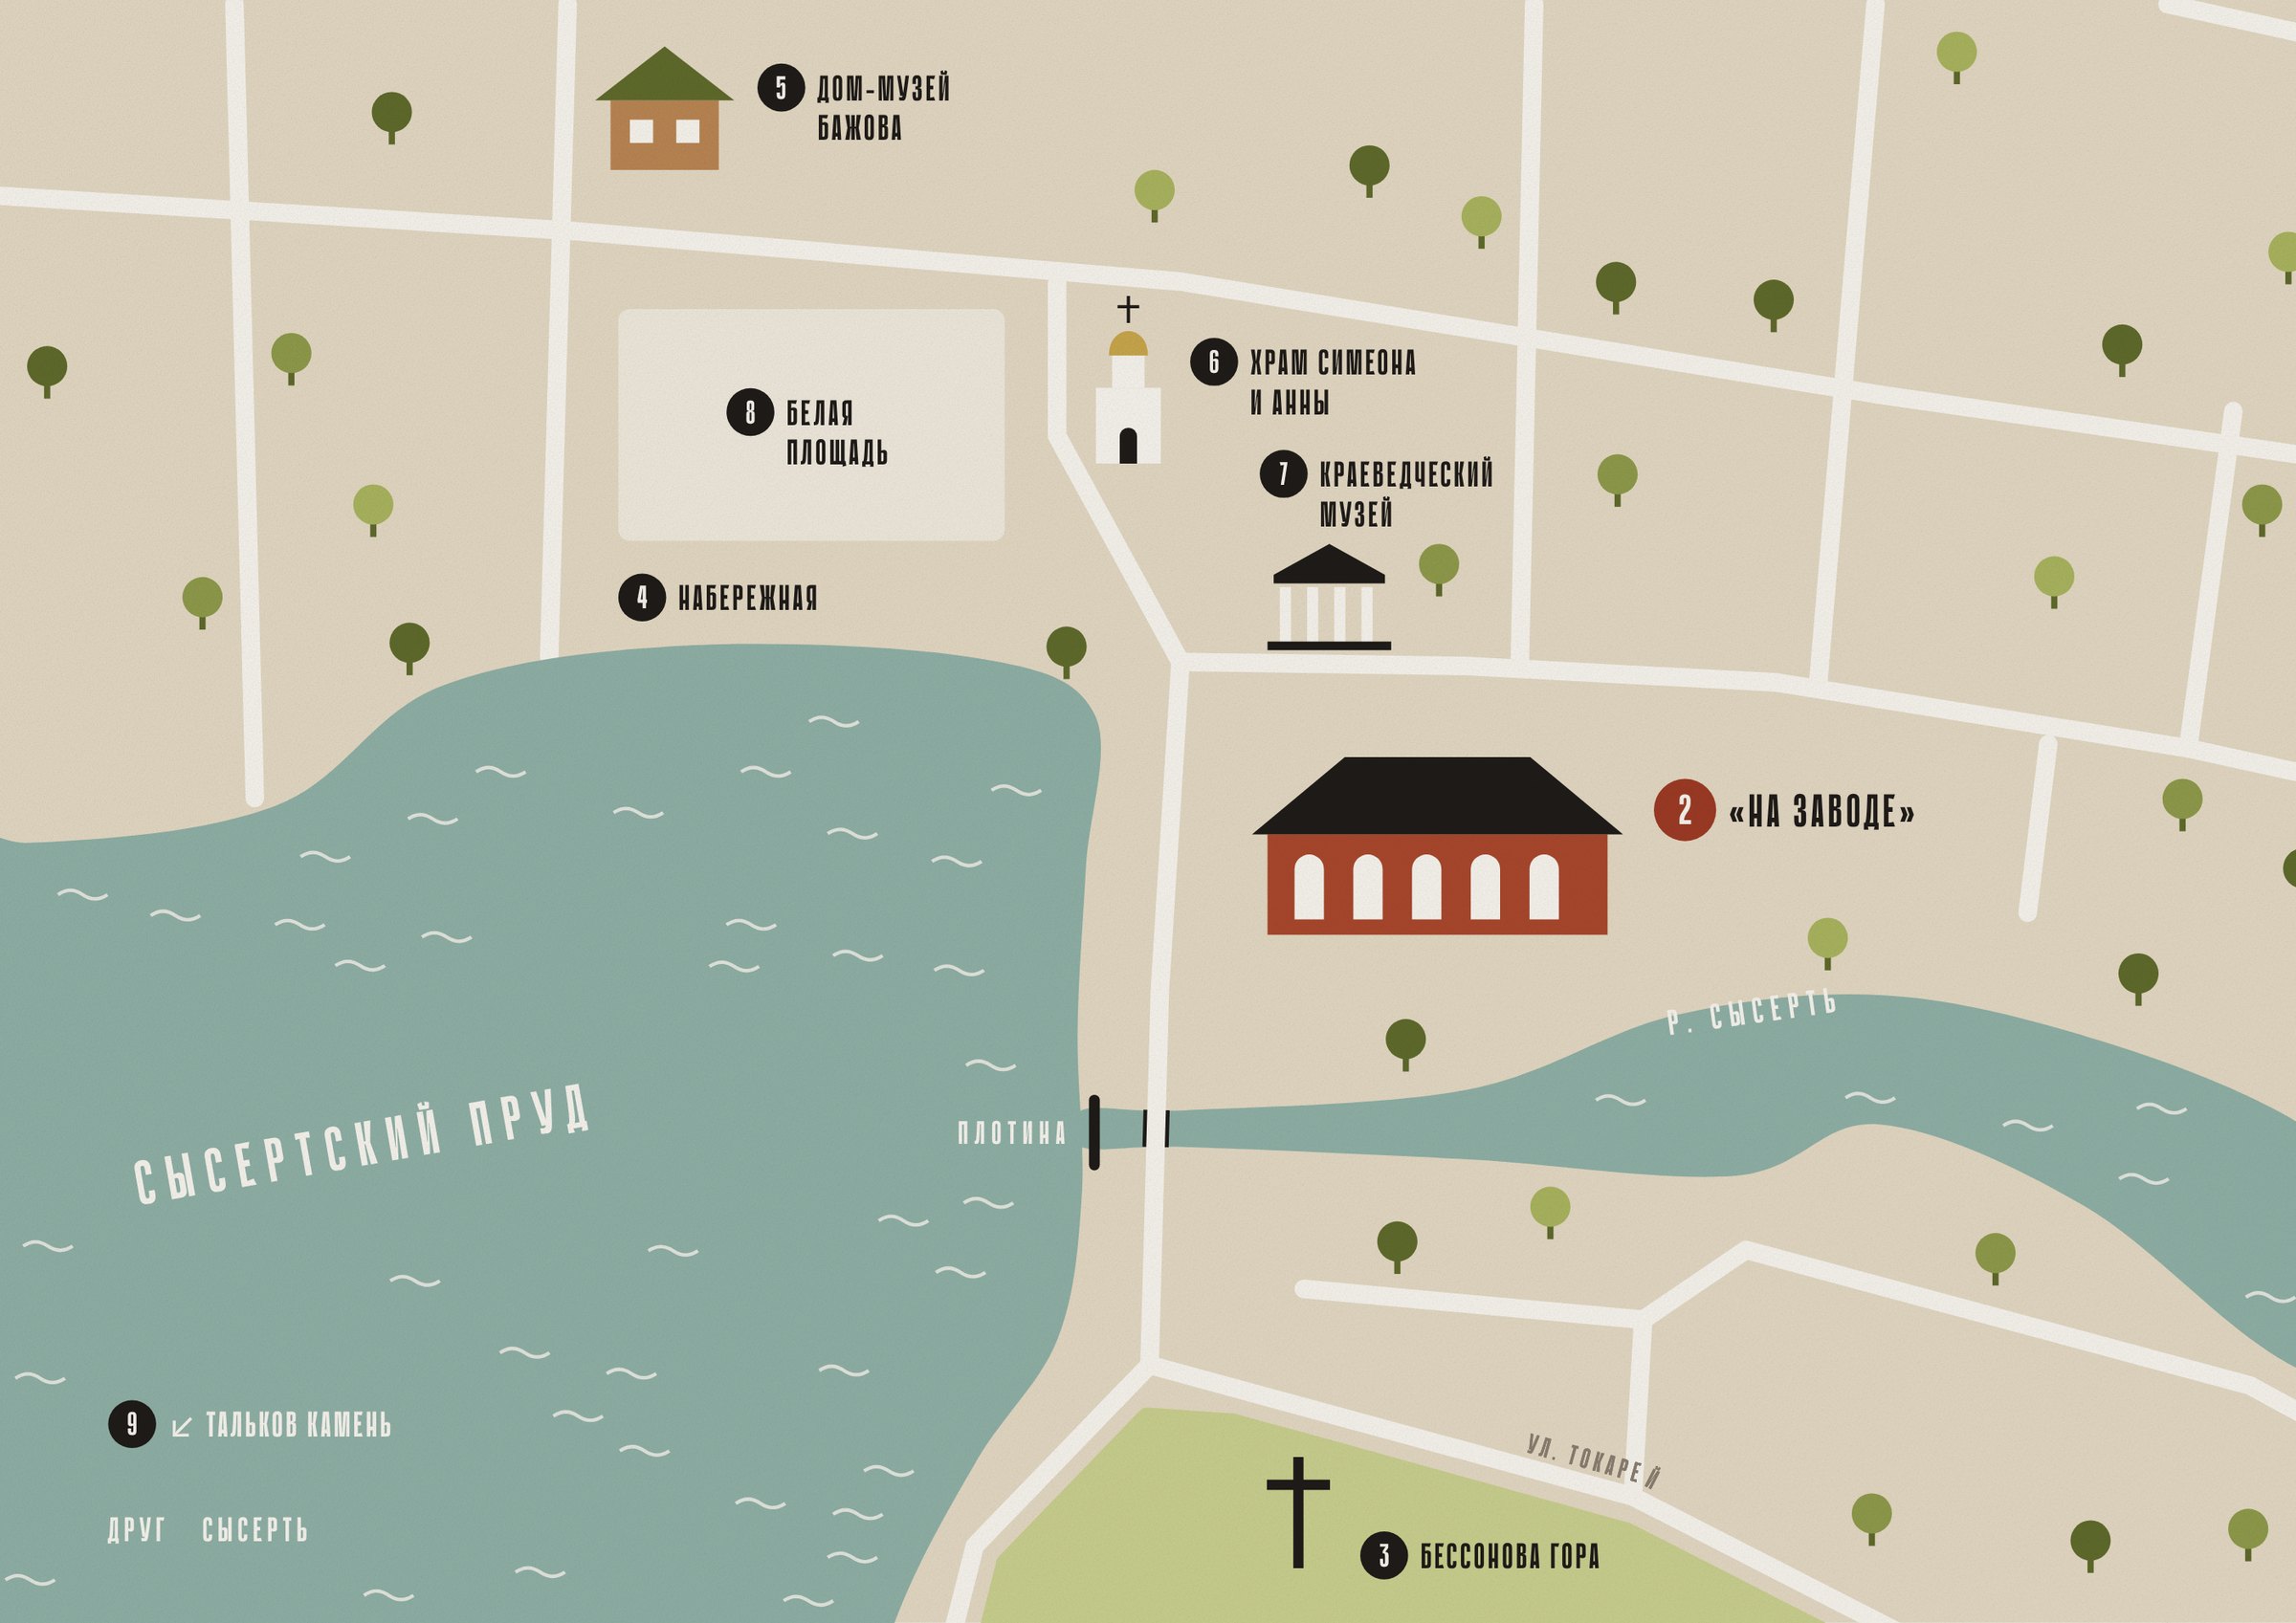 5 ДОМ-МУЗЕЙ
БАЖОВА
6 ХРАМ СИМЕОНА
И АННЫ
8 БЕЛАЯ
ПЛОЩАДЬ
7 КРАЕВЕДЧЕСКИЙ
МУЗЕЙ
4 НАБЕРЕЖНАЯ
2 «НА ЗАВОДЕ»
Р. СЫСЕРТЬ
СЫСЕРТСКИЙ ПРУД
ПЛОТИНА
9 ↙ ТАЛЬКОВ КАМЕНЬ
УЛ. ТОКАРЕЙ
ДРУГ СЫСЕРТЬ
3 БЕССОНОВА ГОРА